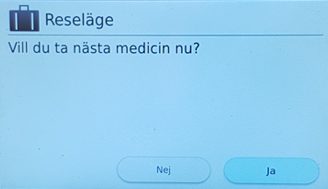 Reseläge
Vill du ta nästa medicin nu?
Nej
Ja